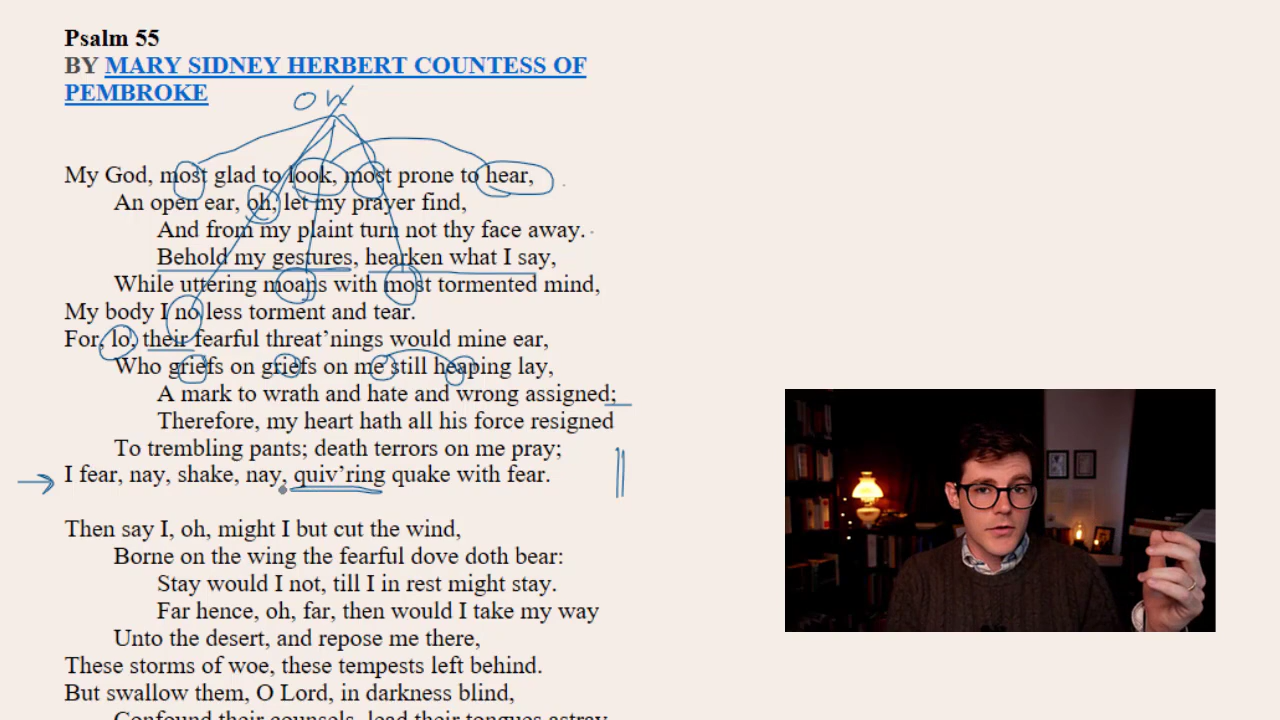 Psalm 55
BY MARY SIDNEY HERBERT COUNTESS OF
PEMBROKE
OH
My God, most glad to look, most prone to hear,
An open ear, oh, let my prayer find,
And from my plaint turn not thy face away.
Behold my gestures, hearken what I say,
While uttering moans with most tormented mind,
My body I no less torment and tear.
For, lo, their fearful threat’nings would mine ear,
Who griefs on griefs on me still heaping lay,
A mark to wrath and hate and wrong assigned;
Therefore, my heart hath all his force resigned
To trembling pants; death terrors on me pray;
I fear, nay, shake, nay, quiv’ring quake with fear.
Then say I, oh, might I but cut the wind,
Borne on the wing the fearful dove doth bear:
Stay would I not, till I in rest might stay.
Far hence, oh, far, then would I take my way
Unto the desert, and repose me there,
These storms of woe, these tempests left behind.
But swallow them, O Lord, in darkness blind,
Confound their counsels, lead their tongues astray,